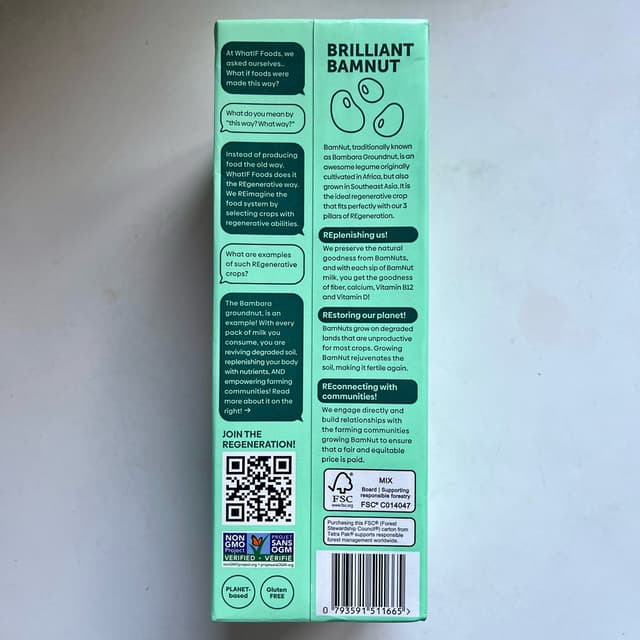 At WhatIF Foods, we
asked ourselves..
What if foods were
made this way?
What do you mean by
"this way? What way?"
Instead of producing
food the old way.
WhatIF Foods does it
the REgenerative way.
We REimagine the
food system by
selecting crops with
regenerative abilities.
What are examples
of such REgenerative
crops?
The Bambara
groundnut, is an
example! With every
pack of milk you
consume, you are
reviving degraded soil,
replenishing your body
with nutrients, AND
empowering farming
communities! Read
more about it on the
right! →
JOIN THE
REGENERATION!
NON
GMO
Project
VERIFIED
PROJET
SANS
OGM
VÉRIFIÉ
nonGMOproject.org • projetsansOGM.org
PLANET-
based
Gluten
FREE
BRILLIANT
BAMNUT
BamNut, traditionally known
as Bambara Groundnut, is an
awesome legume originally
cultivated in Africa, but also
grown in Southeast Asia. It is
the ideal regenerative crop
that fits perfectly with our 3
pillars of REgeneration.
REplenishing us!
We preserve the natural
goodness from BamNuts,
and with each sip of BamNut
milk, you get the goodness
of fiber, calcium, Vitamin B12
and Vitamin D!
REstoring our planet!
BamNuts grow on degraded
lands that are unproductive
for most crops. Growing
BamNut rejuvenates the
soil, making it fertile again.
REconnecting with
communities!
We engage directly and
build relationships with
the farming communities
growing BamNut to ensure
that a fair and equitable
price is paid.
FSC
www.fsc.org
MIX
Board | Supporting
responsible forestry
FSC® C014047
Purchasing this FSC® (Forest
Stewardship Council®) carton from
Tetra Pak® supports responsible
forest management worldwide.
0 793591 511665 >